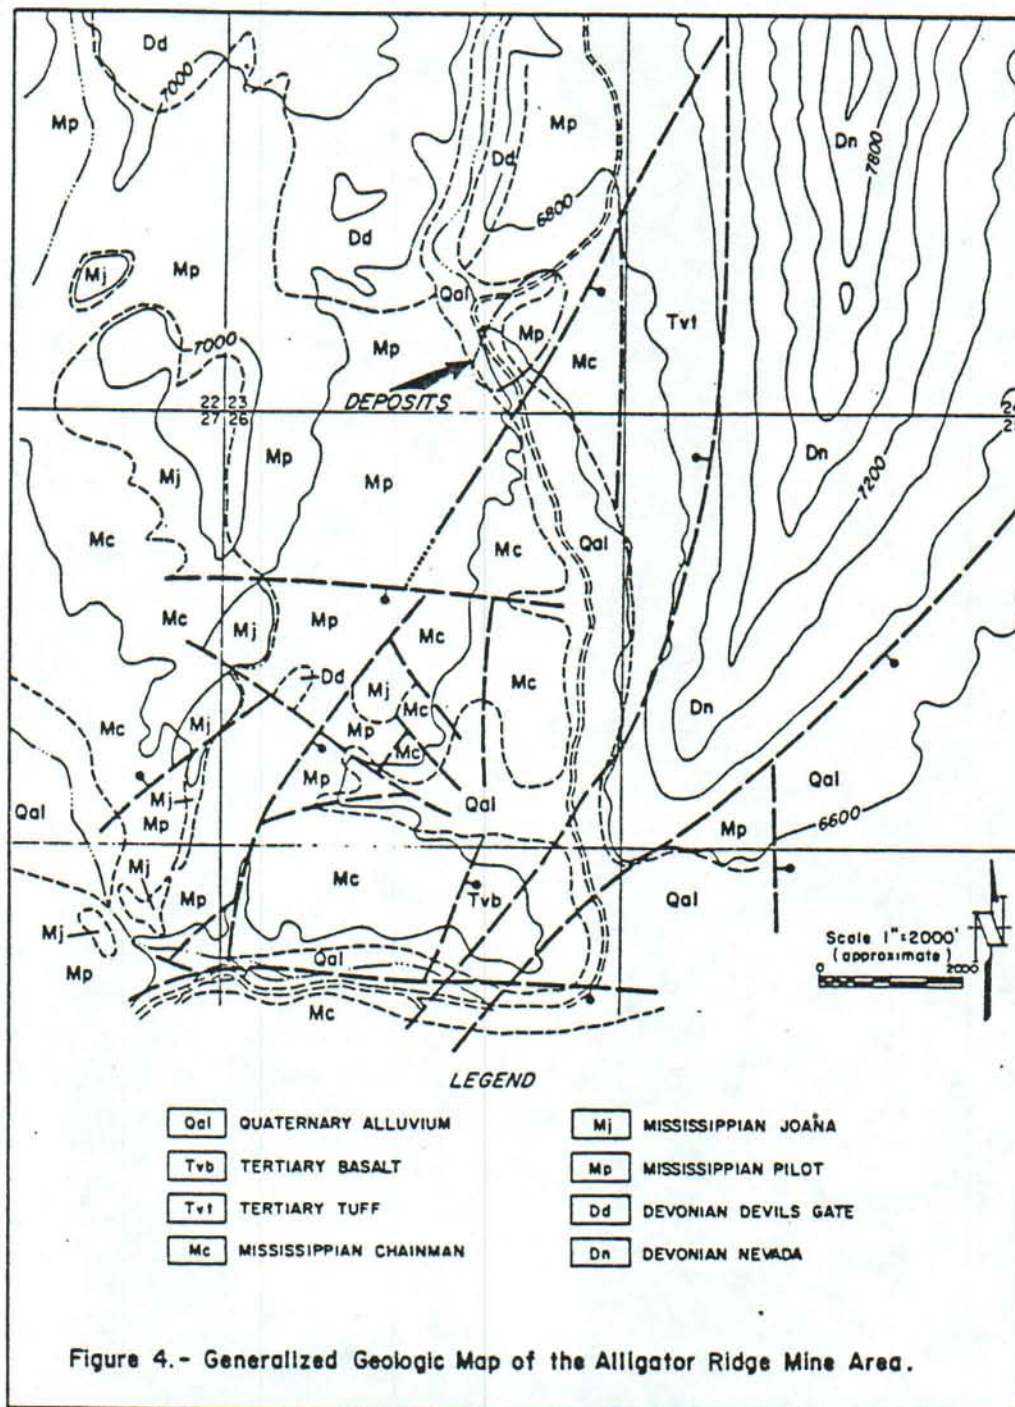 Dd
7000
Mp
Mp
Dd
Dn
7800
6800
Dd
Mj
Mp
Qal
Tvt
7000
Mp
Mp
Mc
DEPOSITS
22 23
27 26
24
Mj
Mp
Mp
Dn
7200
Mc
Mc
Qal
Mc
Mj
Mp
Mc
Dd
Mj
Mc
Mc
Mc
Mj
Mp
Mc
Dn
Mp
Mj
Qal
Qal
Qal
Mp
Mp
6600
Mj
Mc
Mp
Tvb
Qal
Mj
Scale 1"=2000'
(approximate)
0 2000
Mp
Qal
Mc
LEGEND
Qal QUATERNARY ALLUVIUM
Tvb TERTIARY BASALT
Tvt TERTIARY TUFF
Mc MISSISSIPPIAN CHAINMAN
Mj MISSISSIPPIAN JOANA
Mp MISSISSIPPIAN PILOT
Dd DEVONIAN DEVILS GATE
Dn DEVONIAN NEVADA
Figure 4.- Generalized Geologic Map of the Alligator Ridge Mine Area.